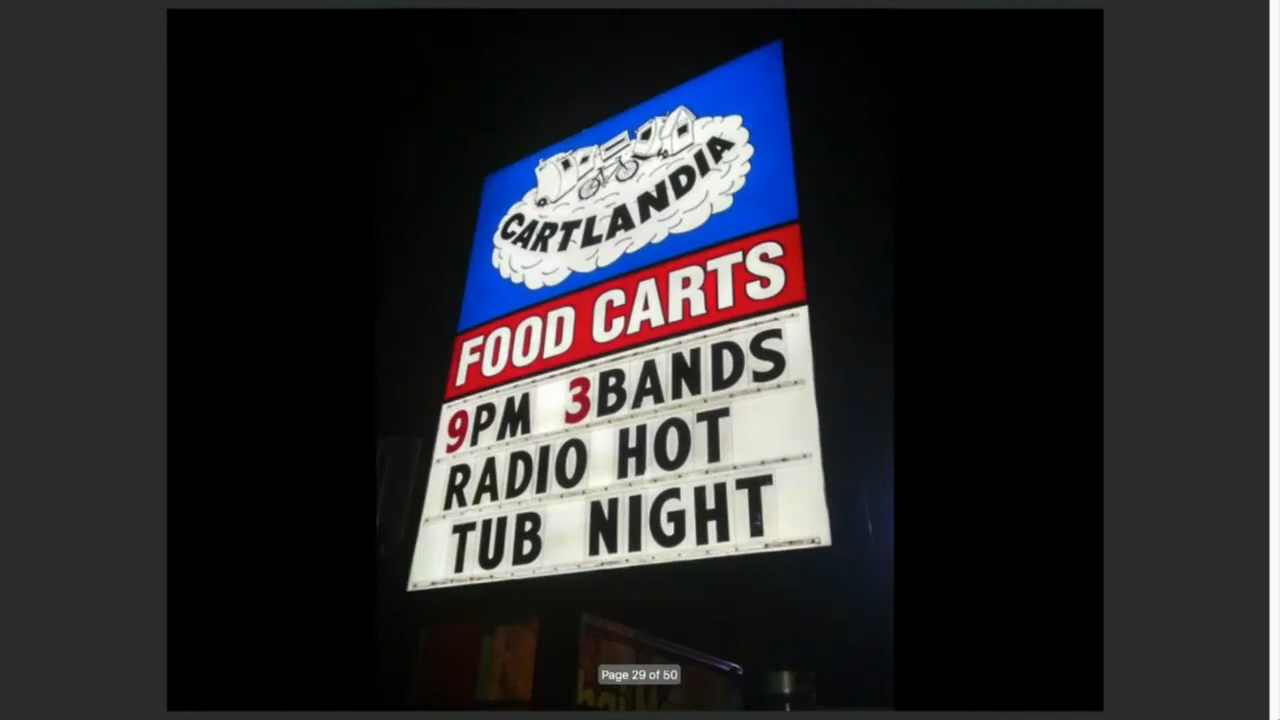 CARTLANDIA
FOOD CARTS
9PM 3BANDS
RADIO HOT
TUB NIGHT
Page 29 of 50